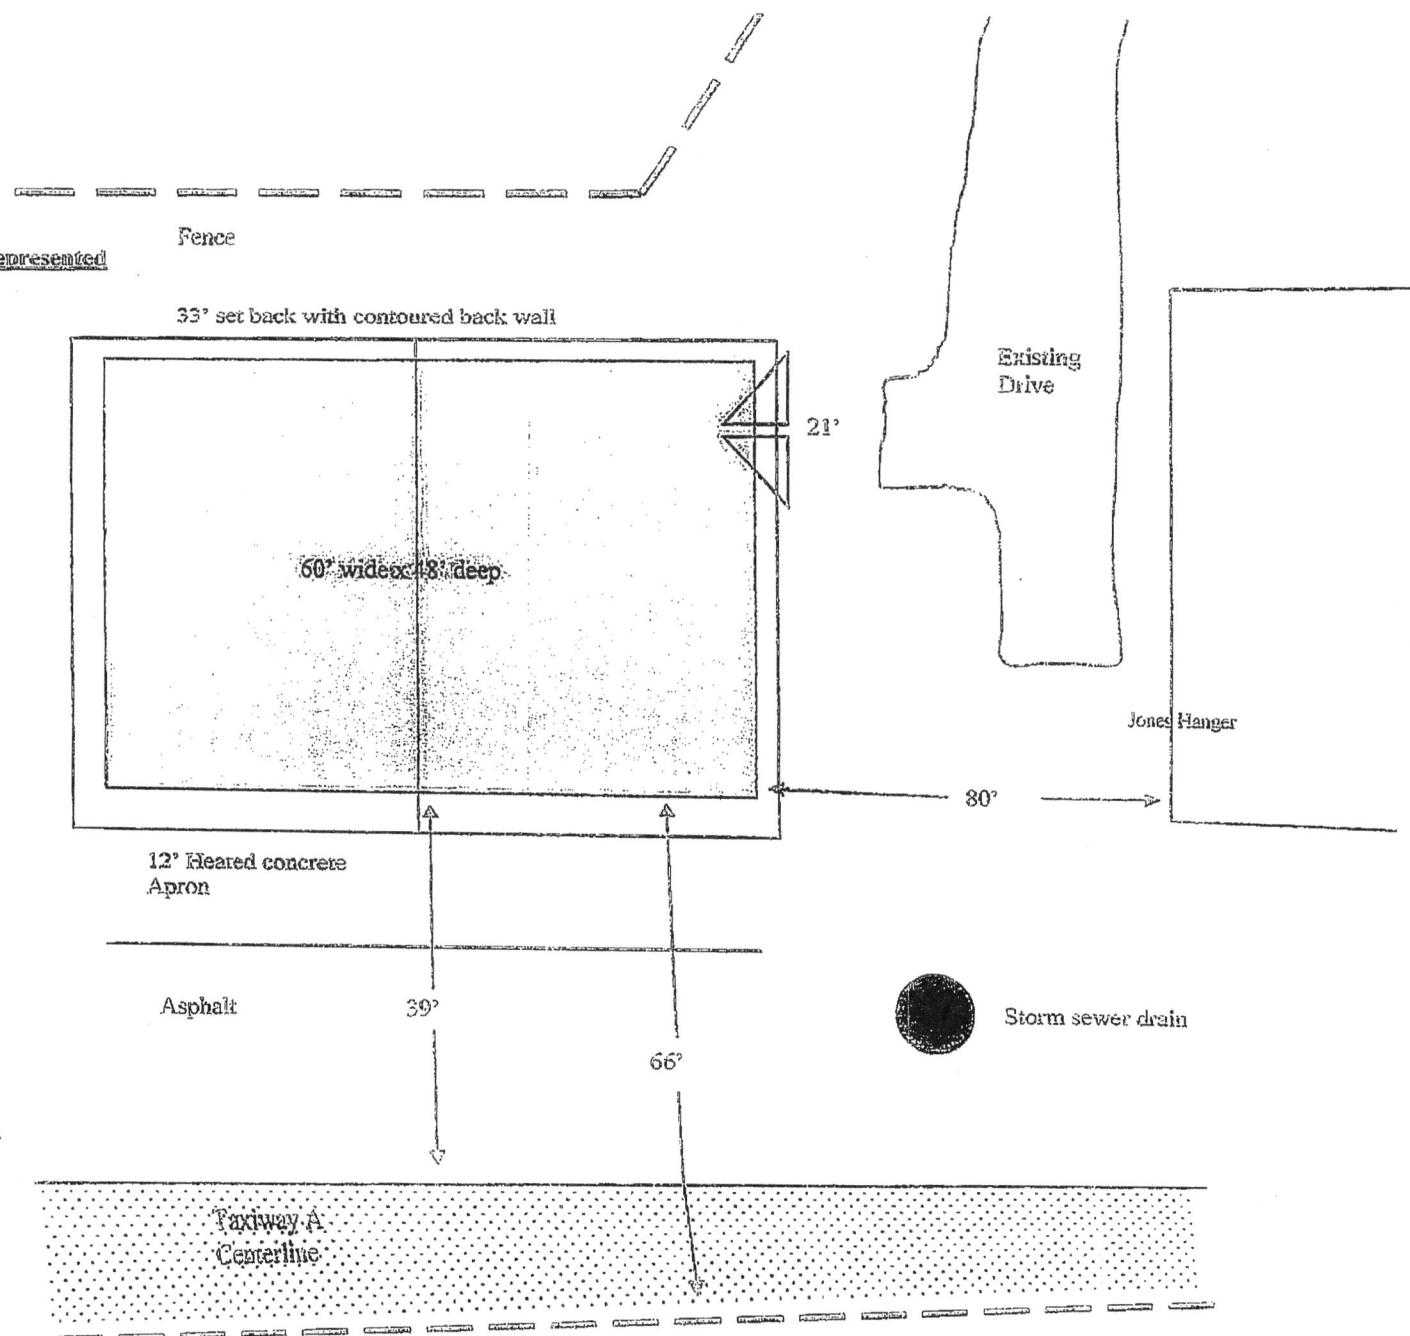 Fence
epresented
33' set back with contoured back wall
Existing
Drive
21'
60' wide x 48' deep
Jones Hanger
80'
12' Heated concrete
Apron
Asphalt
39'
Storm sewer drain
66'
Taxiway A
Centerline